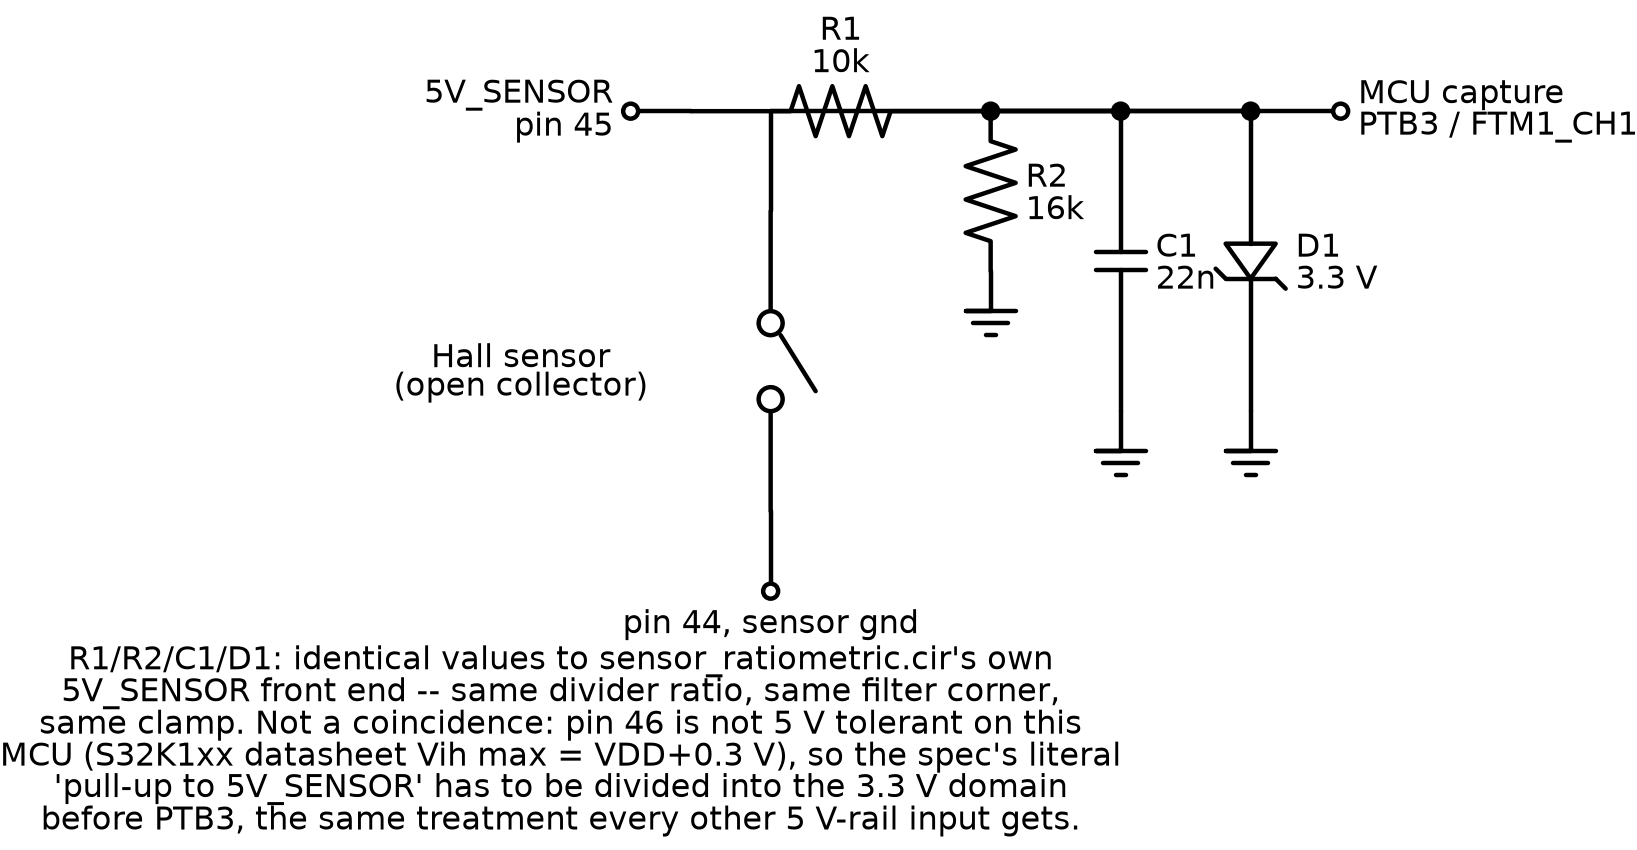 R1
10k
5V_SENSOR
pin 45
MCU capture
PTB3 / FTM1_CH1
R2
16k
C1
22n
D1
3.3 V
Hall sensor
(open collector)
pin 44, sensor gnd
R1/R2/C1/D1: identical values to sensor_ratiometric.cir's own
5V_SENSOR front end -- same divider ratio, same filter corner,
same clamp. Not a coincidence: pin 46 is not 5 V tolerant on this
MCU (S32K1xx datasheet Vih max = VDD+0.3 V), so the spec's literal
'pull-up to 5V_SENSOR' has to be divided into the 3.3 V domain
before PTB3, the same treatment every other 5 V-rail input gets.